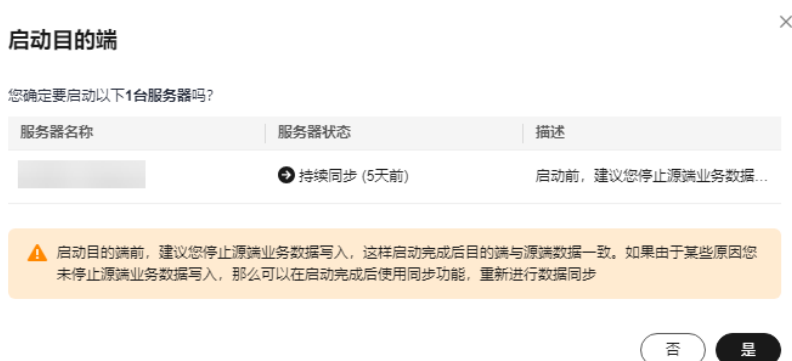 启动目的端
您确定要启动以下1台服务器吗?
服务器名称 服务器状态 描述
持续同步 (5天前) 启动前，建议您停止源端业务数据...
启动目的端前，建议您停止源端业务数据写入，这样启动完成后目的端与源端数据一致。如果由于某些原因您
未停止源端业务数据写入，那么可以在启动完成后使用同步功能，重新进行数据同步
否 是